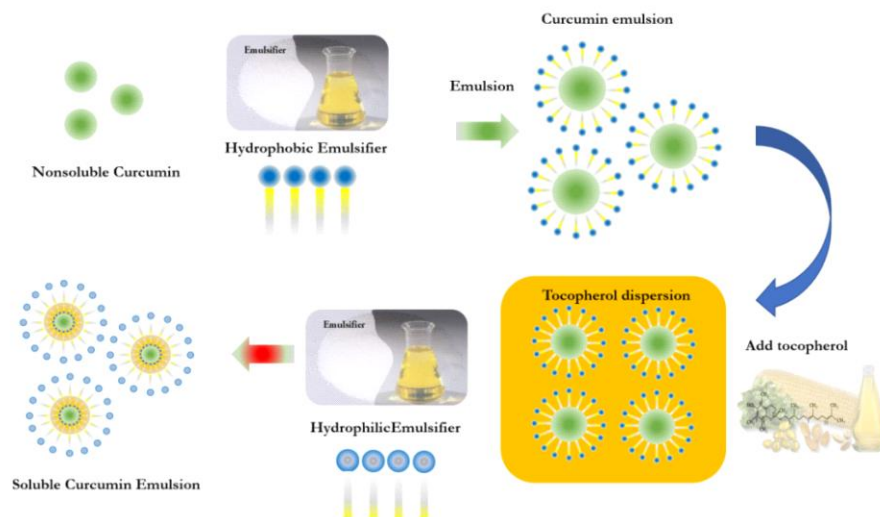 Curcumin emulsion
Emulsifier
Emulsion
Hydrophobic Emulsifier
Nonsoluble Curcumin
Tocopherol dispersion
Emulsifier
Add tocopherol
HydrophilicEmulsifier
Soluble Curcumin Emulsion